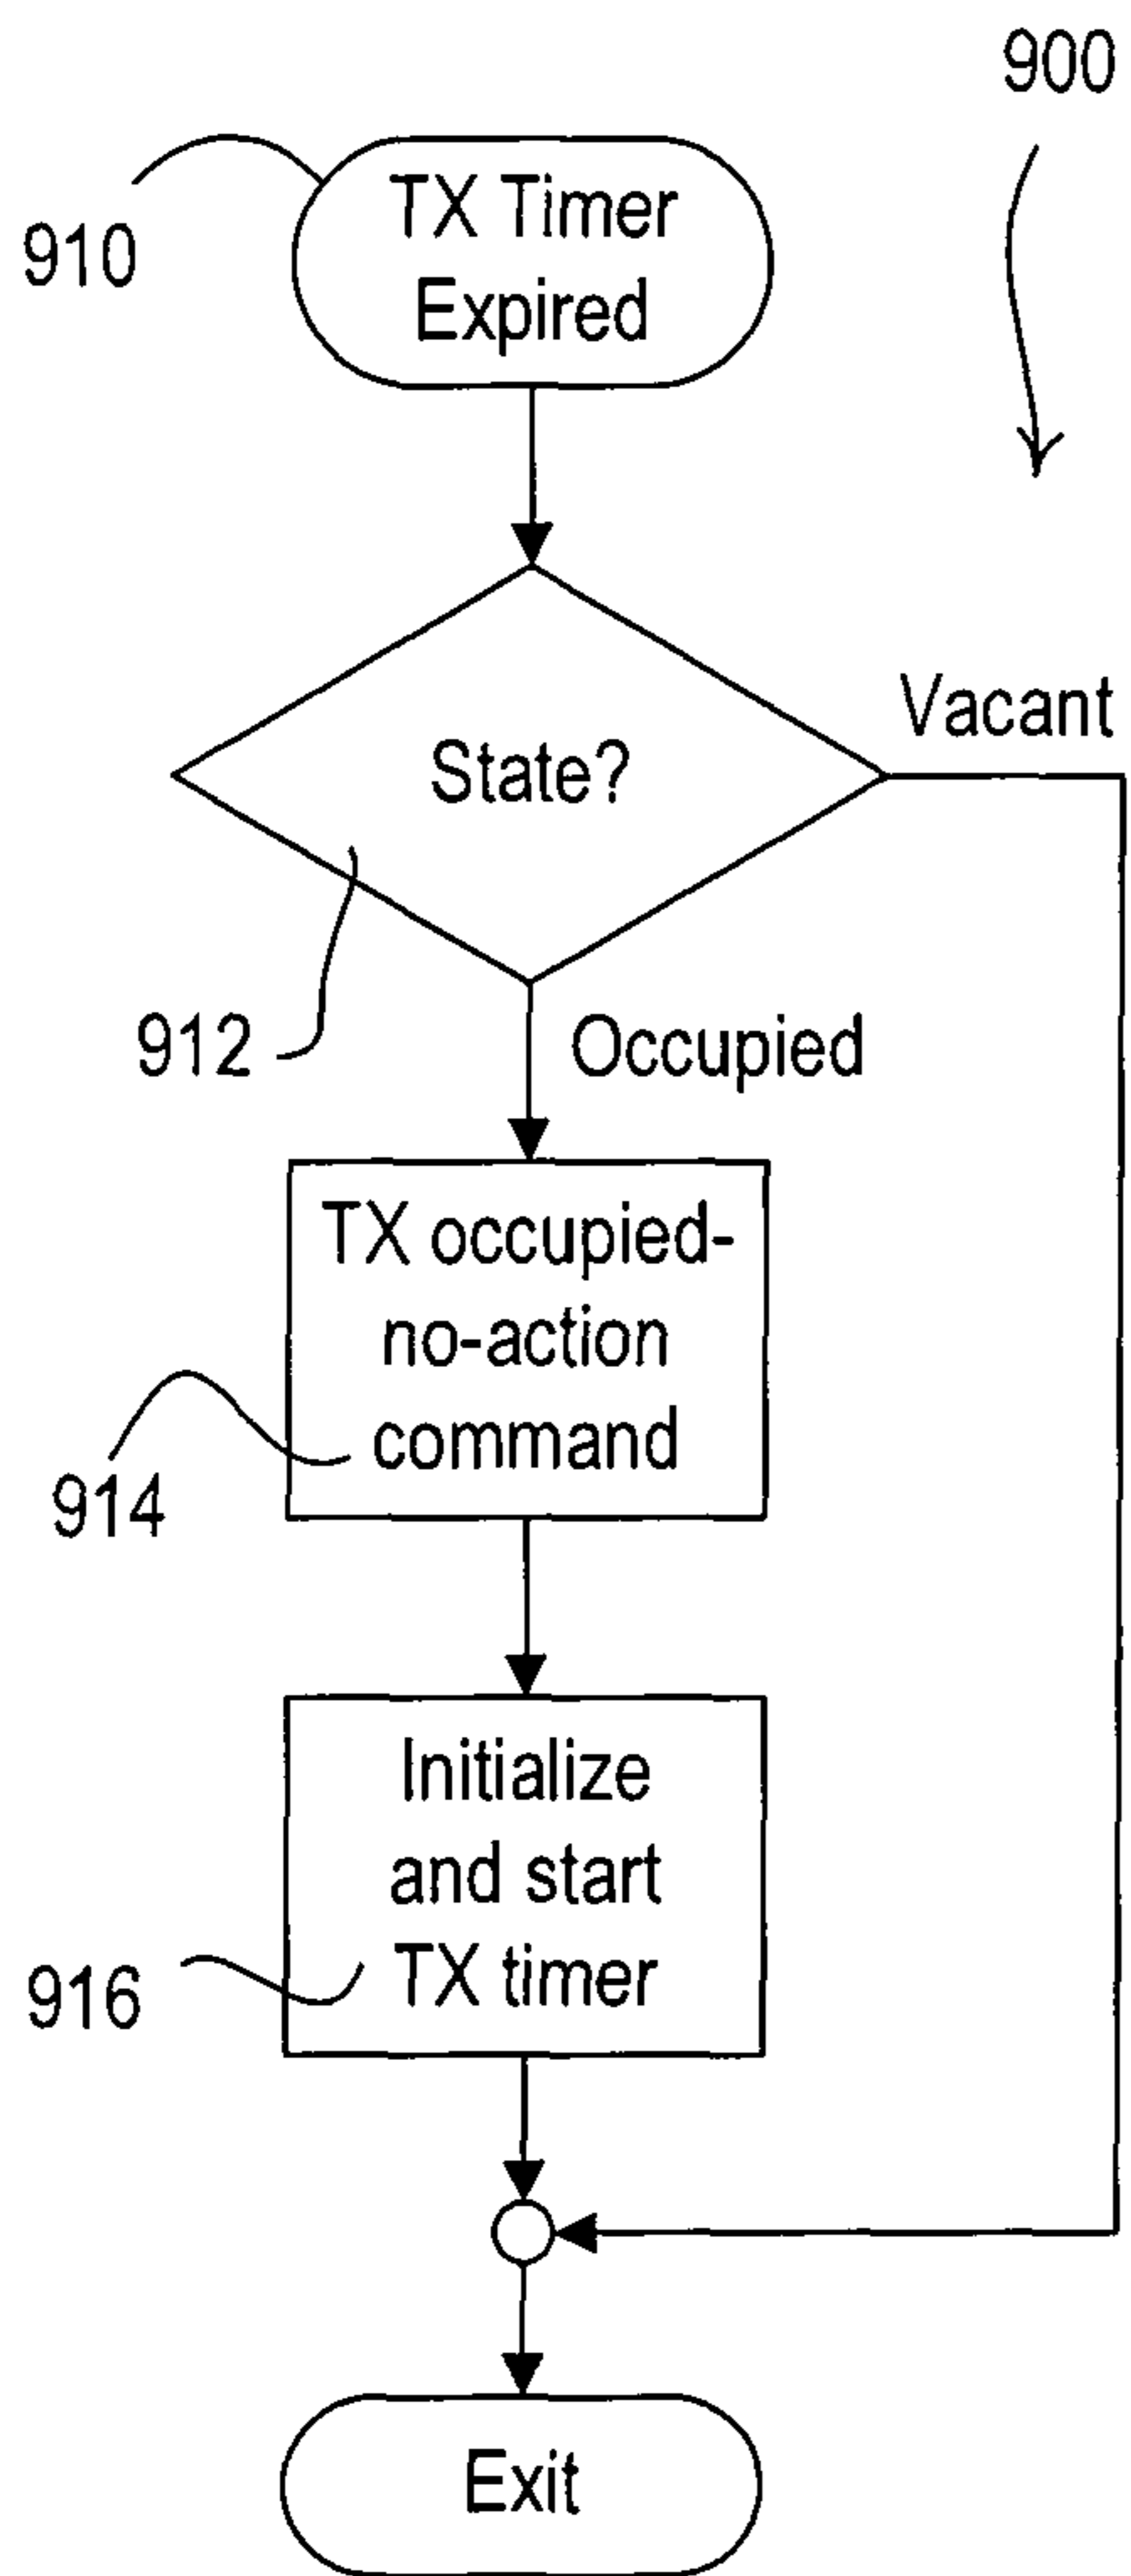 900
TX Timer
Expired
910
State?
Vacant
912
Occupied
TX occupied-
no-action
command
914
Initialize
and start
TX timer
916
Exit